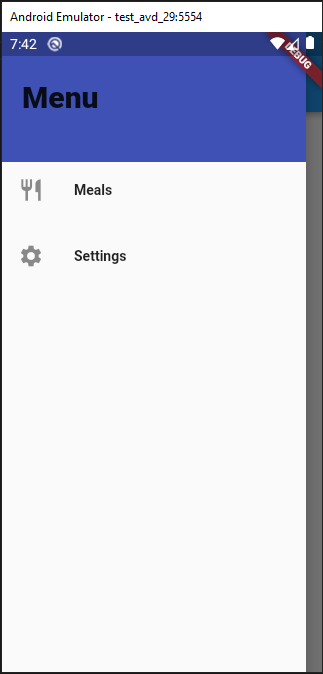 Android Emulator - test_avd_29:5554
7:42
DEBUG
Menu
Meals
Settings